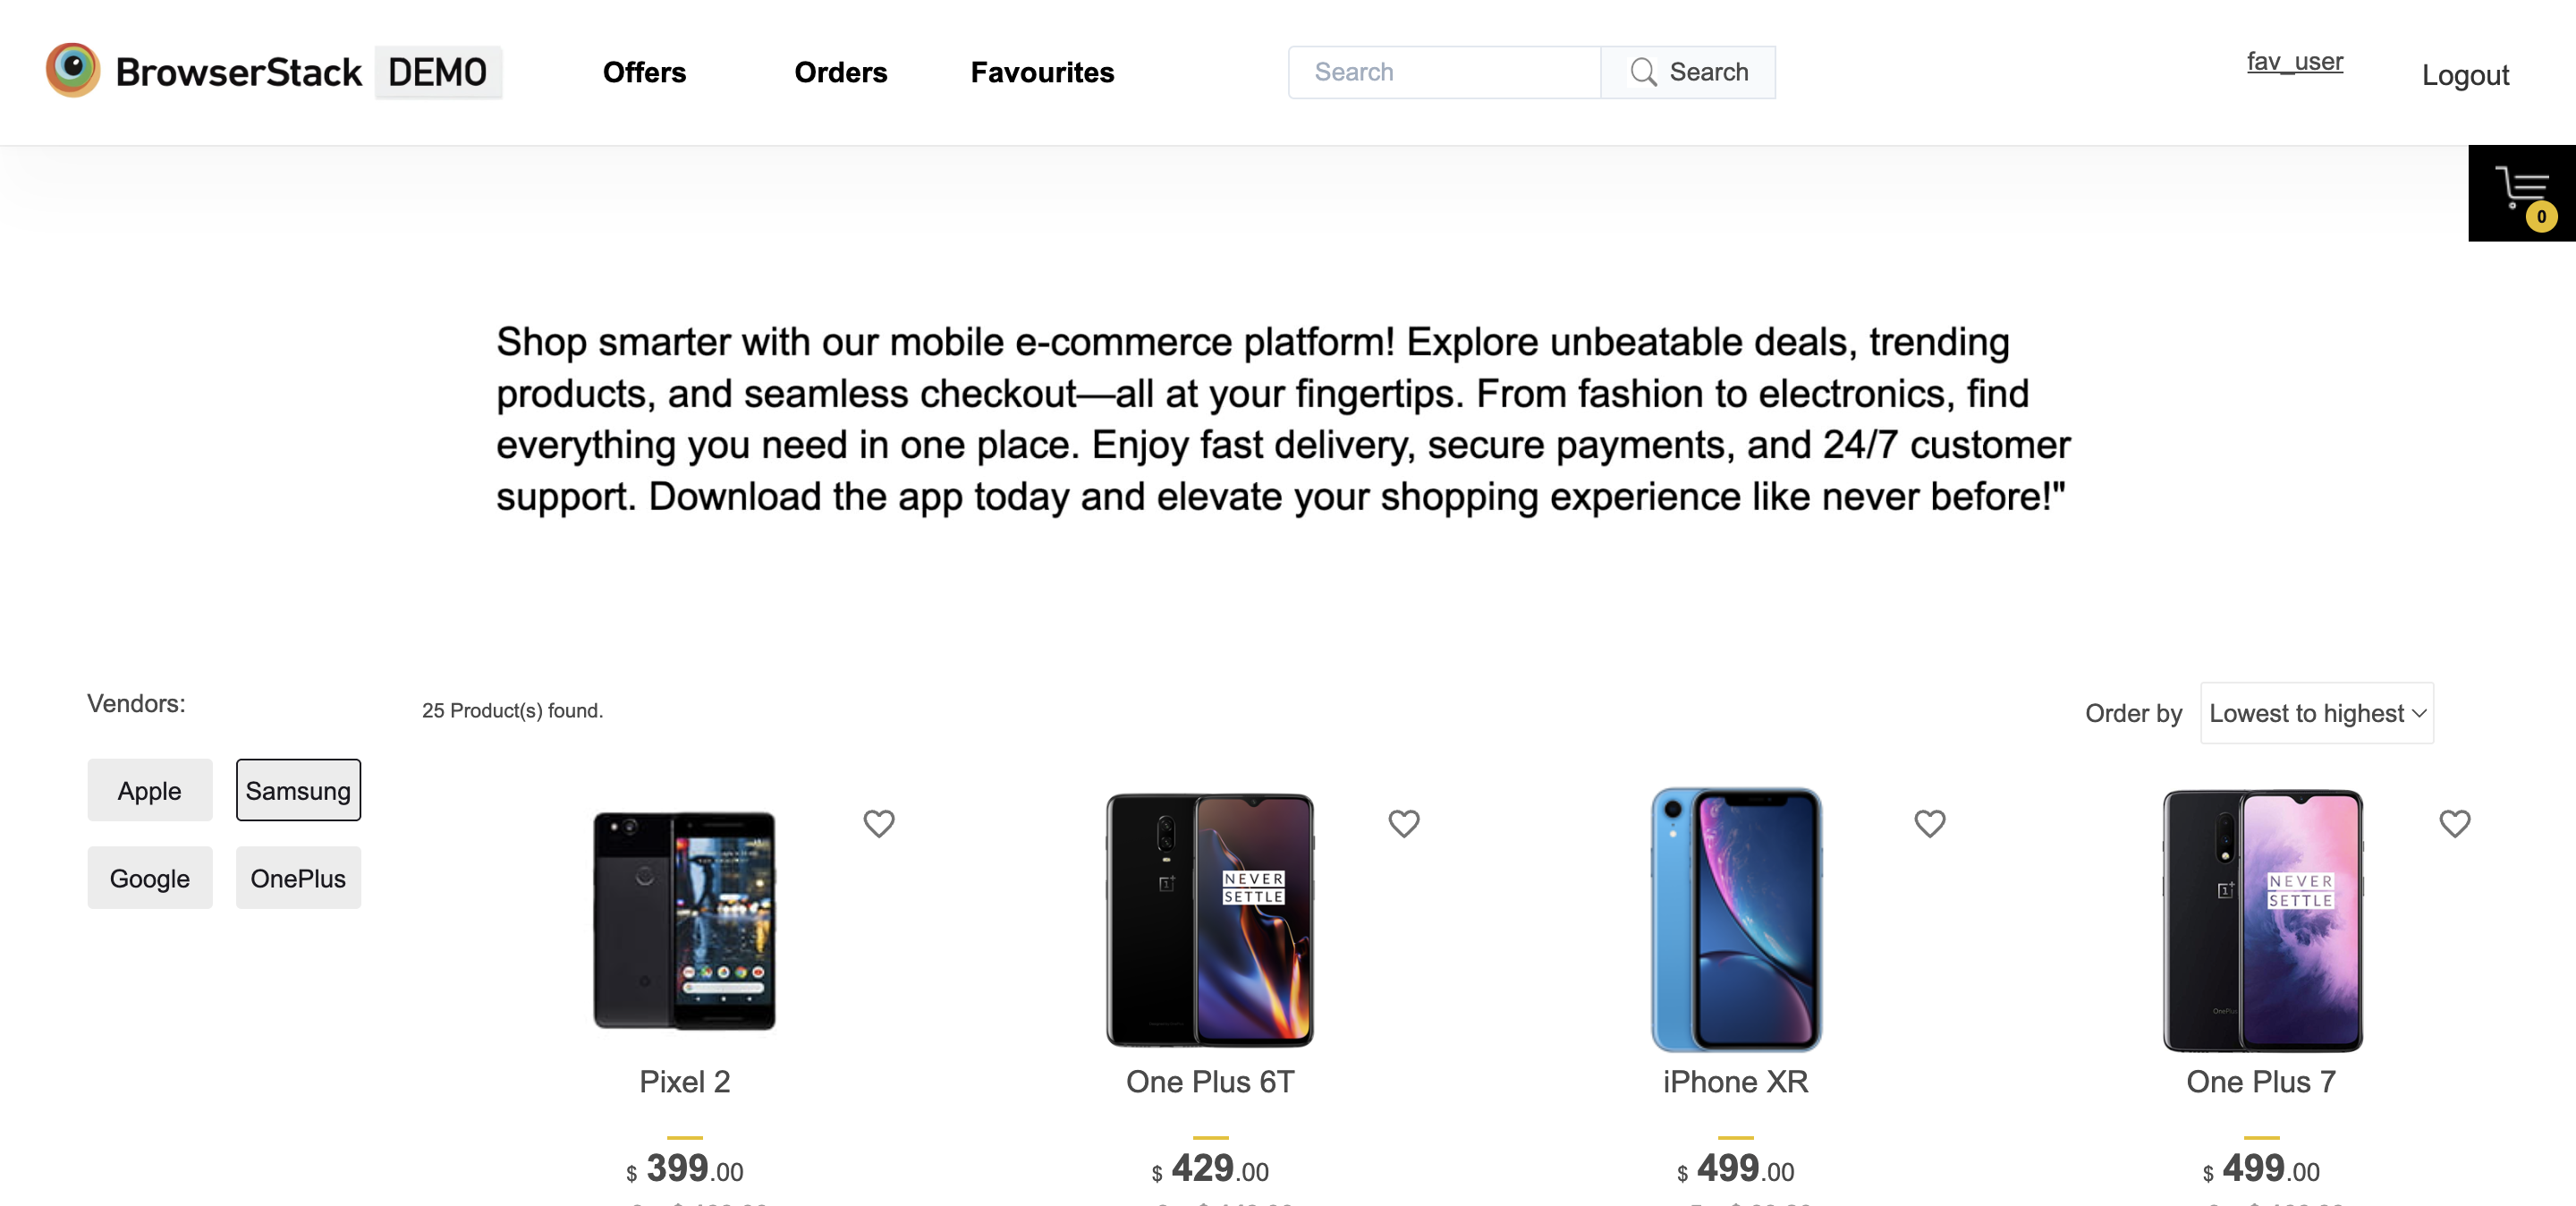 BrowserStack DEMO
Offers
Orders
Favourites
Search
Search
fav_user
Logout
0
Shop smarter with our mobile e-commerce platform! Explore unbeatable deals, trending
products, and seamless checkout—all at your fingertips. From fashion to electronics, find
everything you need in one place. Enjoy fast delivery, secure payments, and 24/7 customer
support. Download the app today and elevate your shopping experience like never before!"
Vendors:
25 Product(s) found.
Order by
Lowest to highest
Apple
Samsung
Google
OnePlus
NEVER
SETTLE
NEVER
SETTLE
Pixel 2
One Plus 6T
iPhone XR
One Plus 7
$ 399.00
$ 429.00
$ 499.00
$ 499.00